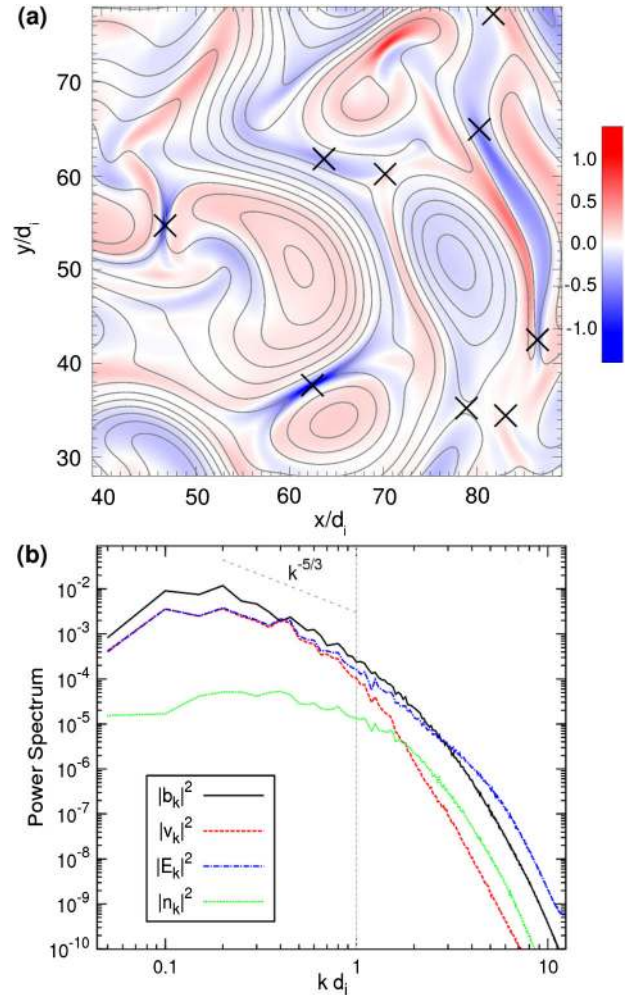 (a)
70
60
50
40
30
y/d_i
40 50 60 70 80
x/d_i
1.0
0.5
0.0
-0.5
-1.0
(b)
k^{-5/3}
10^{-2}
10^{-3}
10^{-4}
10^{-5}
10^{-6}
10^{-7}
10^{-8}
10^{-9}
10^{-10}
Power Spectrum
|b_k|^2
|v_k|^2
|E_k|^2
|n_k|^2
0.1 1 10
k d_i